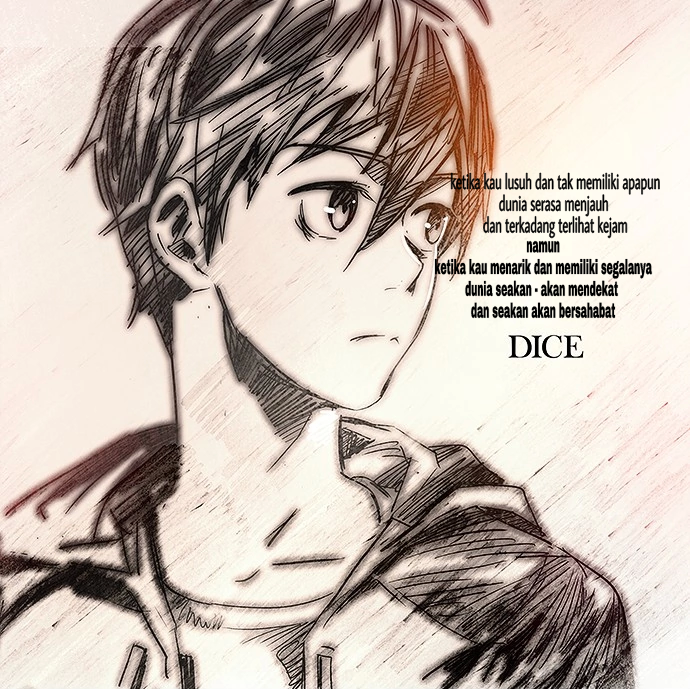 ketika kau lusuh dan tak memiliki apapun
dunia serasa menjauh
dan terkadang terlihat kejam
namun
ketika kau menarik dan memiliki segalanya
dunia seakan - akan mendekat
dan seakan akan bersahabat
DICE